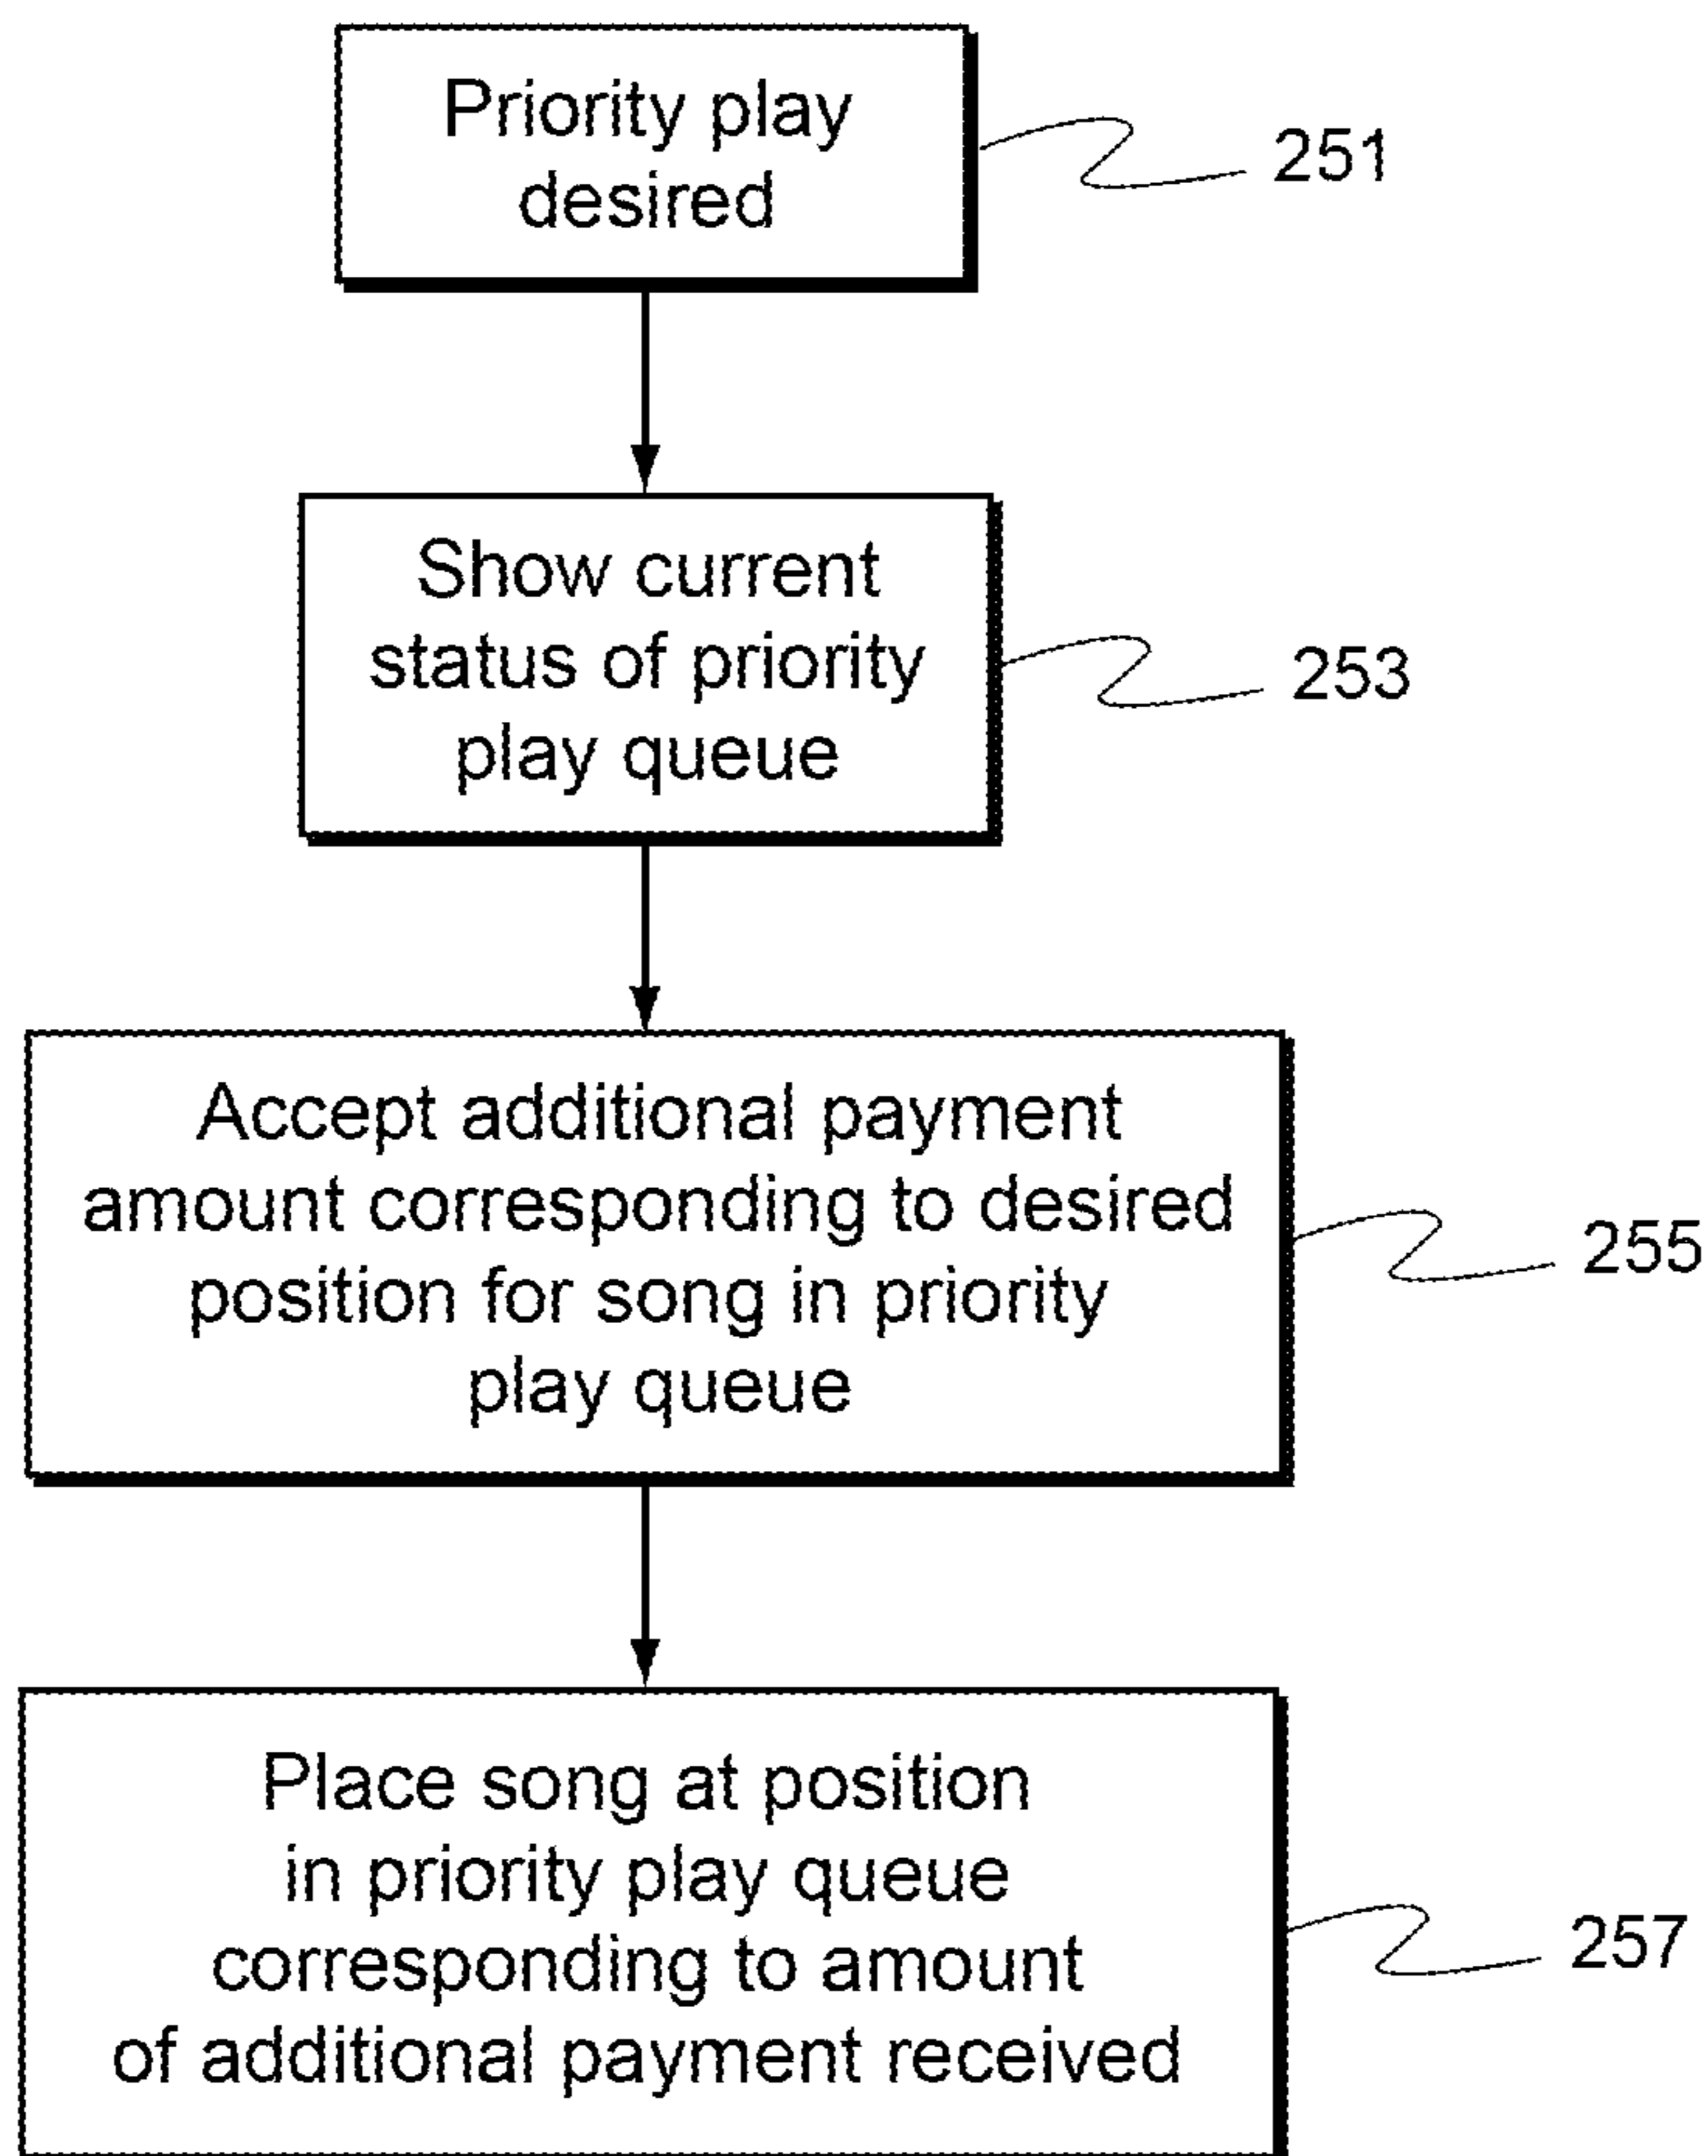 Priority play
desired
251
Show current
status of priority
play queue
253
Accept additional payment
amount corresponding to desired
position for song in priority
play queue
255
Place song at position
in priority play queue
corresponding to amount
of additional payment received
257